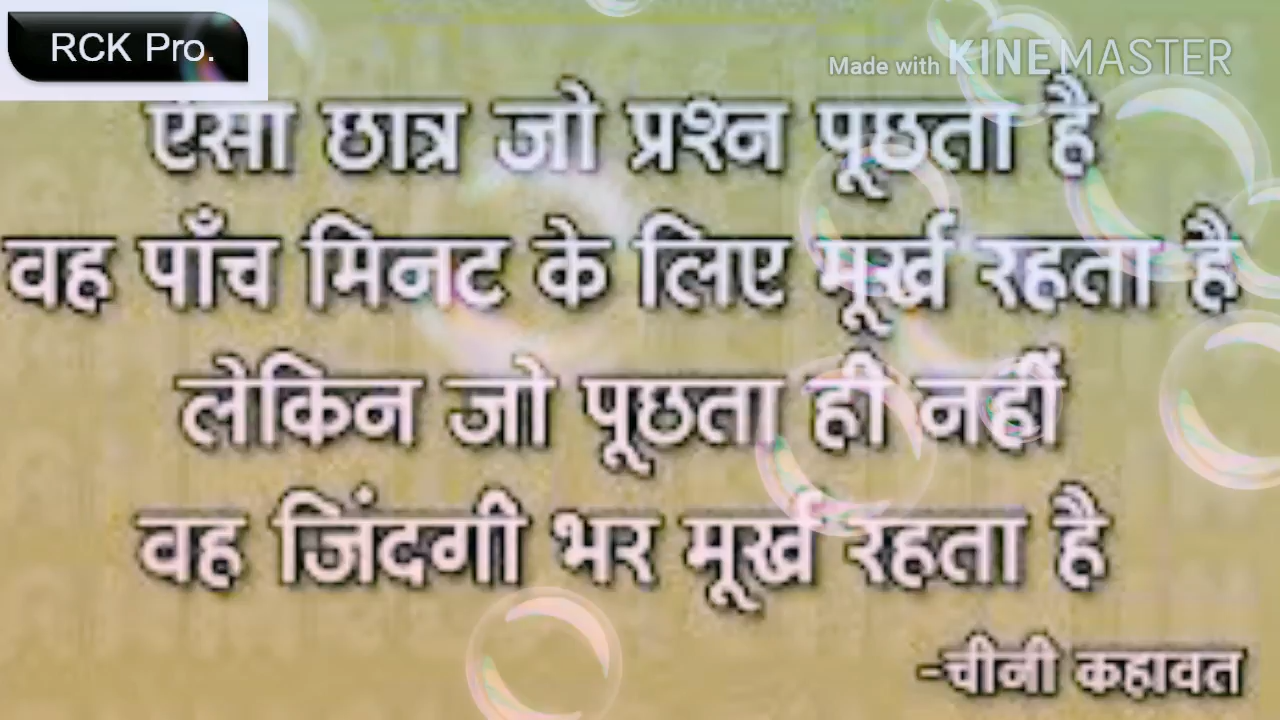 RCK Pro.
Made with KINEMASTER
ऐसा छात्र जो प्रश्न पूछता है
वह पाँच मिनट के लिए मूर्ख रहता है
लेकिन जो पूछता ही नहीं
वह जिंदगी भर मूर्ख रहता है
-चीनी कहावत